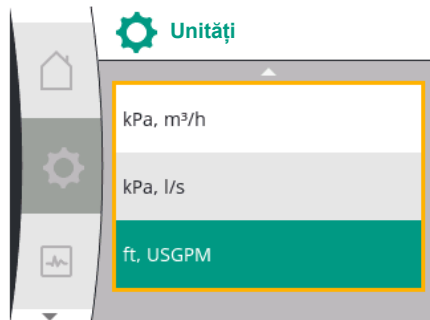 Unități
kPa, m³/h
kPa, l/s
ft, USGPM